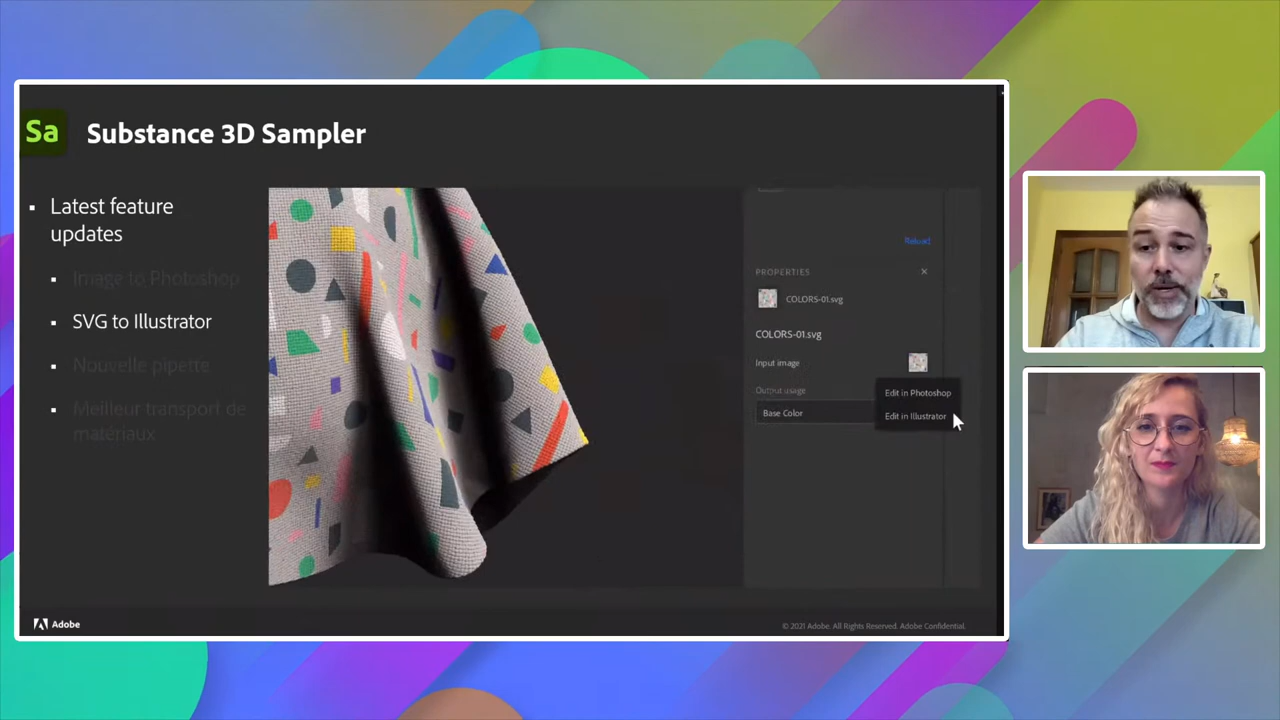 Sa
Substance 3D Sampler
▪ Latest feature
updates
▪ Image to Photoshop
▪ SVG to Illustrator
▪ Nouvelle pipette
▪ Meilleur transport de
matériaux
Reload
PROPERTIES
COLORS-01.svg
COLORS-01.svg
Input image
Output usage
Base Color
Edit in Photoshop
Edit in Illustrator
Adobe
© 2021 Adobe. All Rights Reserved. Adobe Confidential.